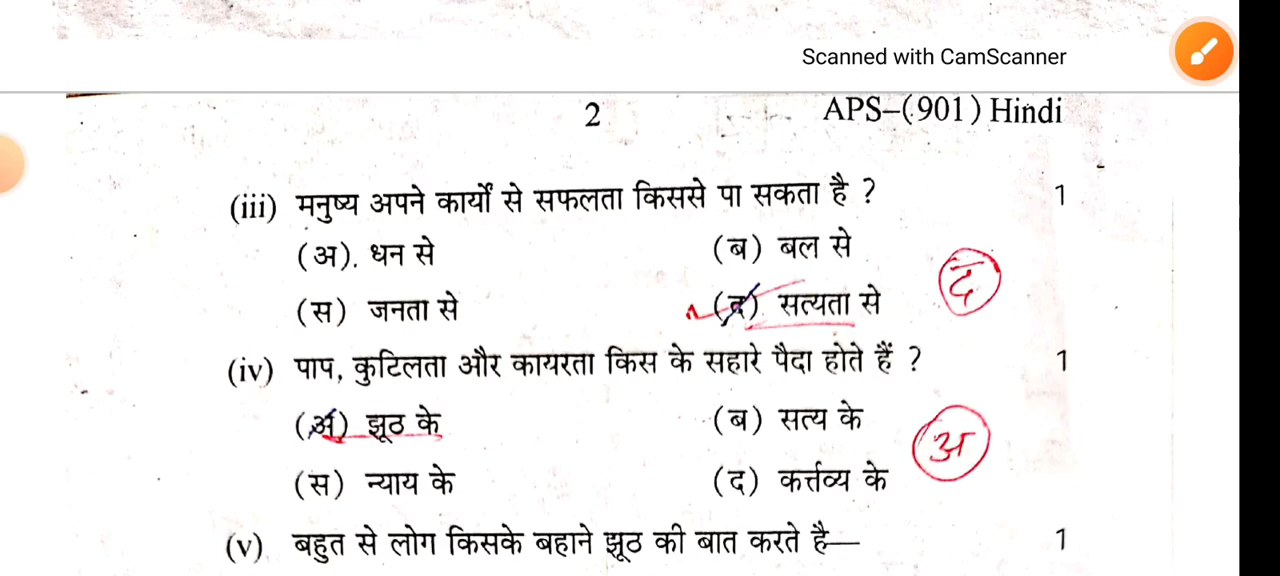 Scanned with CamScanner
2 APS–(901) Hindi
(iii) मनुष्य अपने कार्यों से सफलता किससे पा सकता है ? 1
(अ). धन से (ब) बल से
द
(स) जनता से (द) सत्यता से
(iv) पाप, कुटिलता और कायरता किस के सहारे पैदा होते हैं ? 1
(अ) झूठ के (ब) सत्य के
अ
(स) न्याय के (द) कर्त्तव्य के
(v) बहुत से लोग किसके बहाने झूठ की बात करते है— 1